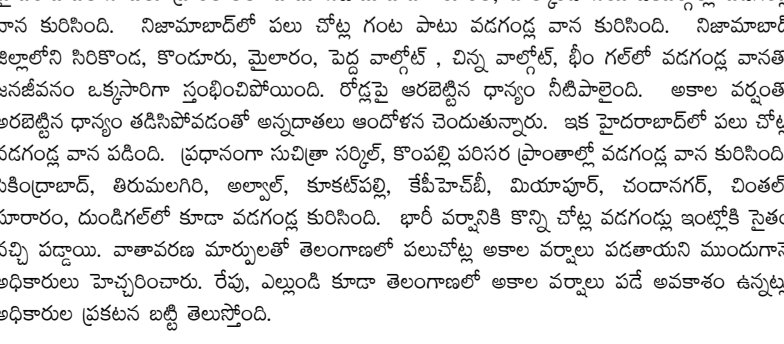 వాన కురిసింది. నిజామాబాద్‌లో పలు చోట్ల గంట పాటు వడగండ్ల వాన కురిసింది. నిజామాబాద్
జిల్లాలోని సిరికొండ, కొండూరు, మైలారం, పెద్ద వాల్గోట్ , చిన్న వాల్గోట్, భీం గల్‌లో వడగండ్ల వానతో
జనజీవనం ఒక్కసారిగా స్తంభించిపోయింది. రోడ్లపై ఆరబెట్టిన ధాన్యం నీటిపాలైంది. అకాల వర్షంతో
అరబెట్టిన ధాన్యం తడిసిపోవడంతో అన్నదాతలు ఆందోళన చెందుతున్నారు. ఇక హైదరాబాద్‌లో పలు చోట్ల
వడగండ్ల వాన పడింది. ప్రధానంగా సుచిత్రా సర్కిల్, కొంపల్లి పరిసర ప్రాంతాల్లో వడగండ్ల వాన కురిసింది
సికింద్రాబాద్, తిరుమలగిరి, అల్వాల్, కూకట్‌పల్లి, కేపీహెచ్‌బీ, మియాపూర్, చందానగర్, చింతల్
సూరారం, దుండిగల్‌లో కూడా వడగండ్ల కురిసింది. భారీ వర్షానికి కొన్ని చోట్ల వడగండ్లు ఇంట్లోకి సైతం
వచ్చి పడ్డాయి. వాతావరణ మార్పులతో తెలంగాణలో పలుచోట్ల అకాల వర్షాలు పడతాయని ముందుగానే
అధికారులు హెచ్చరించారు. రేపు, ఎల్లుండి కూడా తెలంగాణలో అకాల వర్షాలు పడే అవకాశం ఉన్నట్లు
అధికారుల ప్రకటన బట్టి తెలుస్తోంది.